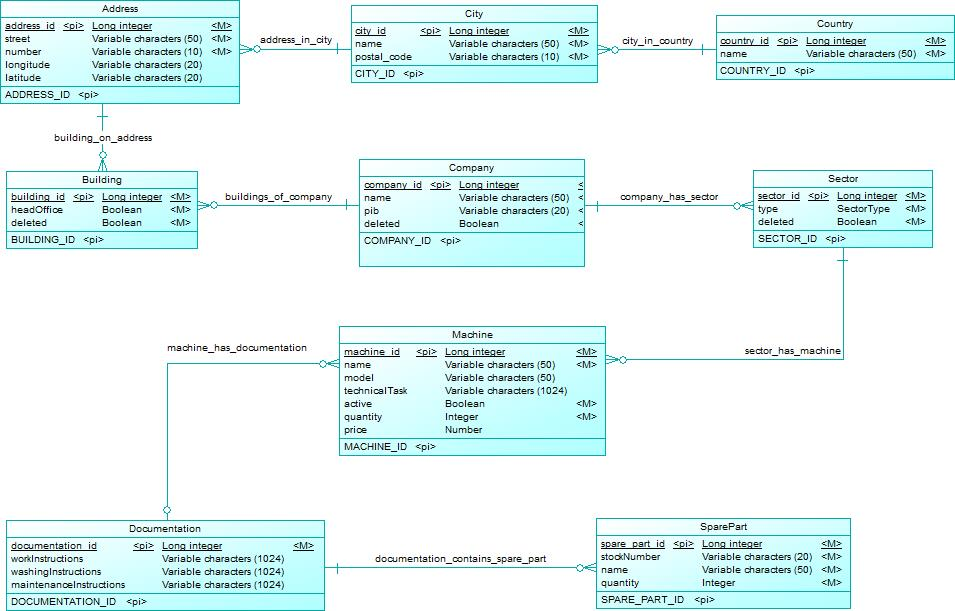 Address
address_id <pi> Long integer <M>
street Variable characters (50) <M>
number Variable characters (10) <M>
longitude Variable characters (20)
latitude Variable characters (20)
ADDRESS_ID <pi>
address_in_city
City
city_id <pi> Long integer <M>
name Variable characters (50) <M>
postal_code Variable characters (10) <M>
CITY_ID <pi>
city_in_country
Country
country_id <pi> Long integer <M>
name Variable characters (50) <M>
COUNTRY_ID <pi>
building_on_address
Building
building_id <pi> Long integer <M>
headOffice Boolean <M>
deleted Boolean <M>
BUILDING_ID <pi>
buildings_of_company
Company
company_id <pi> Long integer <
name Variable characters (50) <
pib Variable characters (20) <
deleted Boolean <
COMPANY_ID <pi>
company_has_sector
Sector
sector_id <pi> Long integer <M>
type SectorType <M>
deleted Boolean <M>
SECTOR_ID <pi>
machine_has_documentation
sector_has_machine
Machine
machine_id <pi> Long integer <M>
name Variable characters (50) <M>
model Variable characters (50)
technicalTask Variable characters (1024)
active Boolean <M>
quantity Integer <M>
price Number
MACHINE_ID <pi>
Documentation
documentation_id <pi> Long integer <M>
workInstructions Variable characters (1024)
washingInstructions Variable characters (1024)
maintenanceInstructions Variable characters (1024)
DOCUMENTATION_ID <pi>
documentation_contains_spare_part
SparePart
spare_part_id <pi> Long integer <M>
stockNumber Variable characters (20) <M>
name Variable characters (50) <M>
quantity Integer <M>
SPARE_PART_ID <pi>